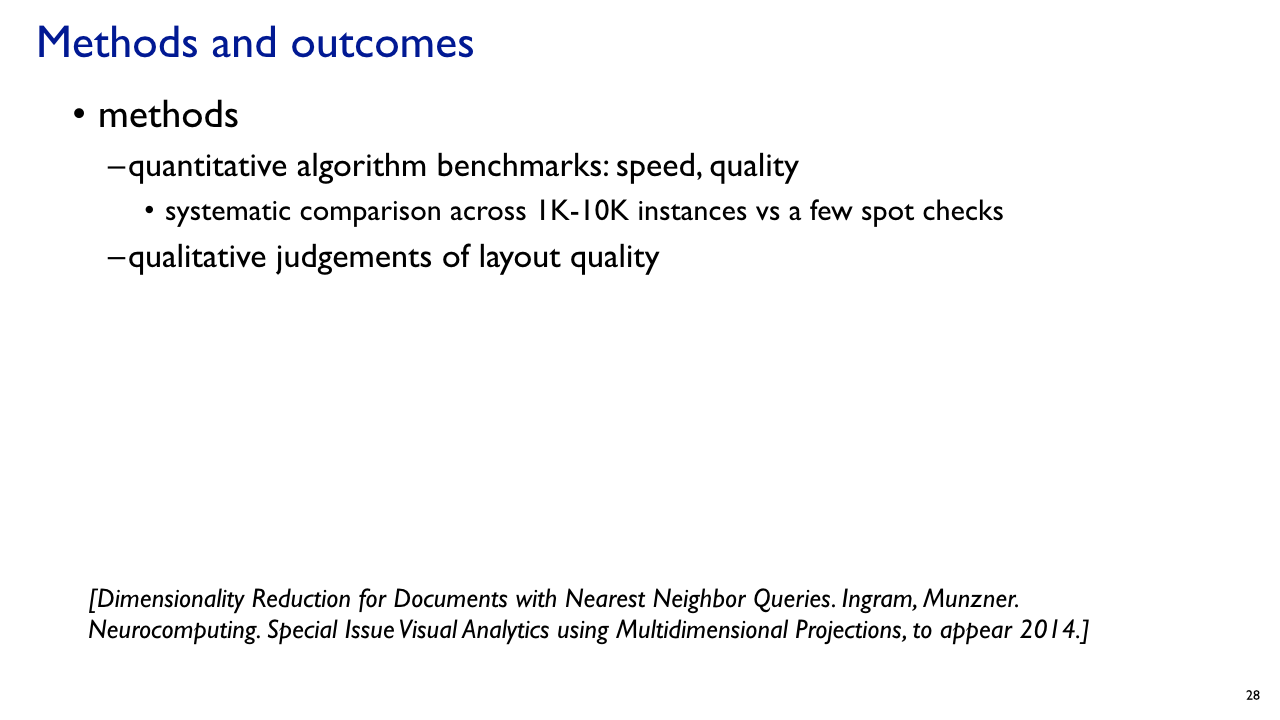 Methods and outcomes
• methods
–quantitative algorithm benchmarks: speed, quality
• systematic comparison across 1K-10K instances vs a few spot checks
–qualitative judgements of layout quality
[Dimensionality Reduction for Documents with Nearest Neighbor Queries. Ingram, Munzner.
Neurocomputing. Special Issue Visual Analytics using Multidimensional Projections, to appear 2014.]
28